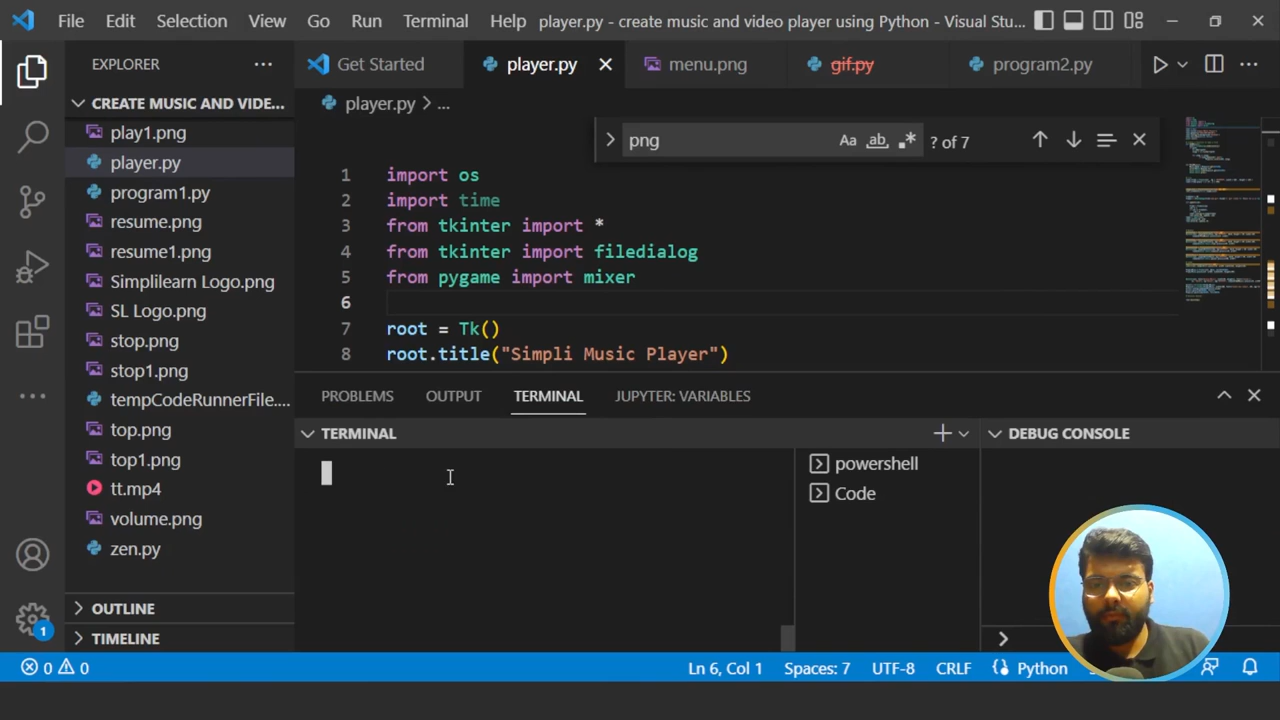 File Edit Selection View Go Run Terminal Help player.py - create music and video player using Python - Visual Stu...
EXPLORER
Get Started player.py menu.png gif.py program2.py
CREATE MUSIC AND VIDE...
play1.png
player.py
program1.py
resume.png
resume1.png
Simplilearn Logo.png
SL Logo.png
stop.png
stop1.png
tempCodeRunnerFile....
top.png
top1.png
tt.mp4
volume.png
zen.py
OUTLINE
TIMELINE
1
player.py > ...
png Aa ab ? of 7
1 import os
2 import time
3 from tkinter import *
4 from tkinter import filedialog
5 from pygame import mixer
6
7 root = Tk()
8 root.title("Simpli Music Player")
PROBLEMS OUTPUT TERMINAL JUPYTER: VARIABLES
TERMINAL
powershell
Code
DEBUG CONSOLE
0 0 Ln 6, Col 1 Spaces: 7 UTF-8 CRLF Python